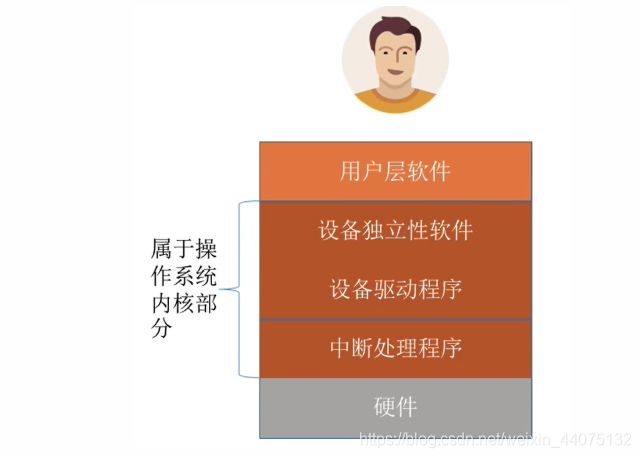 用户层软件
设备独立性软件
属于操
作系统
内核部
分
设备驱动程序
中断处理程序
硬件
https://blog.csdn.net/weixin_44075132